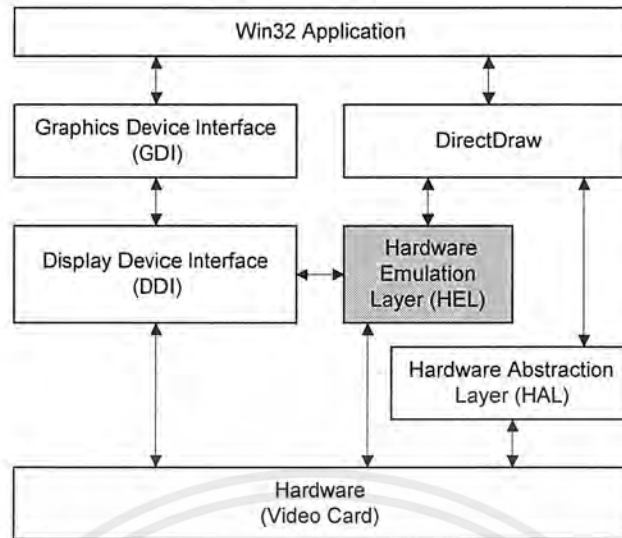 Win32 Application
Graphics Device Interface
(GDI)
DirectDraw
Display Device Interface
(DDI)
Hardware
Emulation
Layer (HEL)
Hardware Abstraction
Layer (HAL)
Hardware
(Video Card)